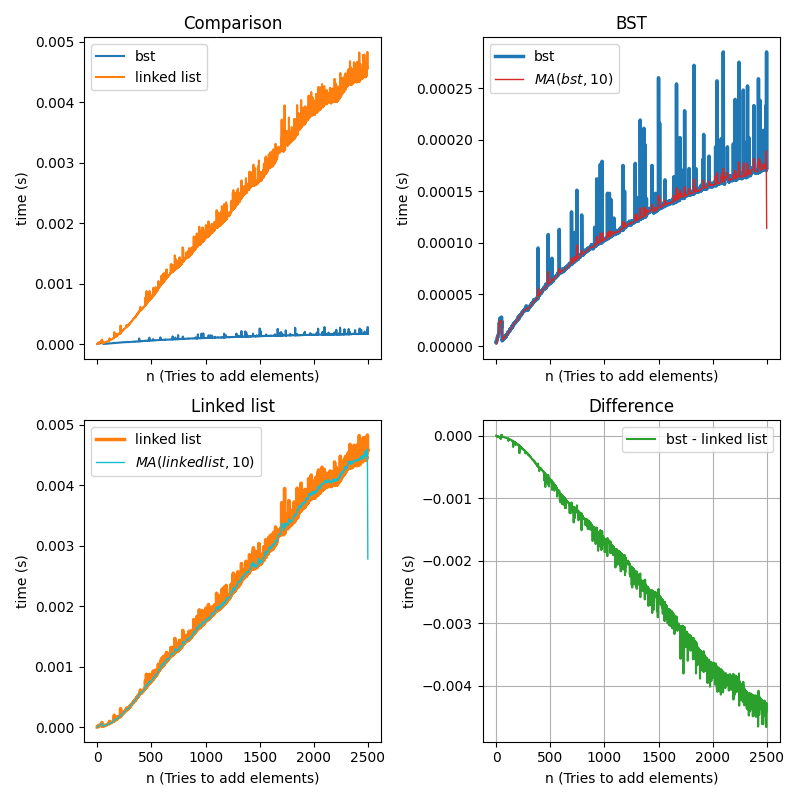 Comparison
0.005
0.004
0.003
0.002
0.001
0.000
time (s)
bst
linked list
n (Tries to add elements)
BST
0.00025
0.00020
0.00015
0.00010
0.00005
0.00000
time (s)
bst
MA(bst, 10)
n (Tries to add elements)
Linked list
0.005
0.004
0.003
0.002
0.001
0.000
time (s)
linked list
MA(linkedlist, 10)
0 500 1000 1500 2000 2500
n (Tries to add elements)
Difference
0.000
−0.001
−0.002
−0.003
−0.004
time (s)
bst - linked list
0 500 1000 1500 2000 2500
n (Tries to add elements)